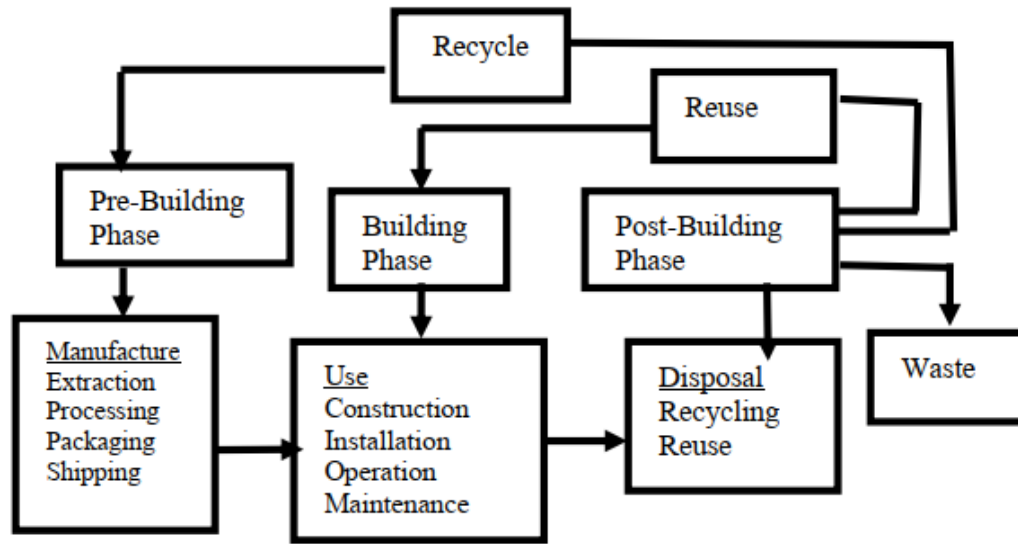 Recycle
Reuse
Pre-Building
Phase
Building
Phase
Post-Building
Phase
Manufacture
Extraction
Processing
Packaging
Shipping
Use
Construction
Installation
Operation
Maintenance
Disposal
Recycling
Reuse
Waste